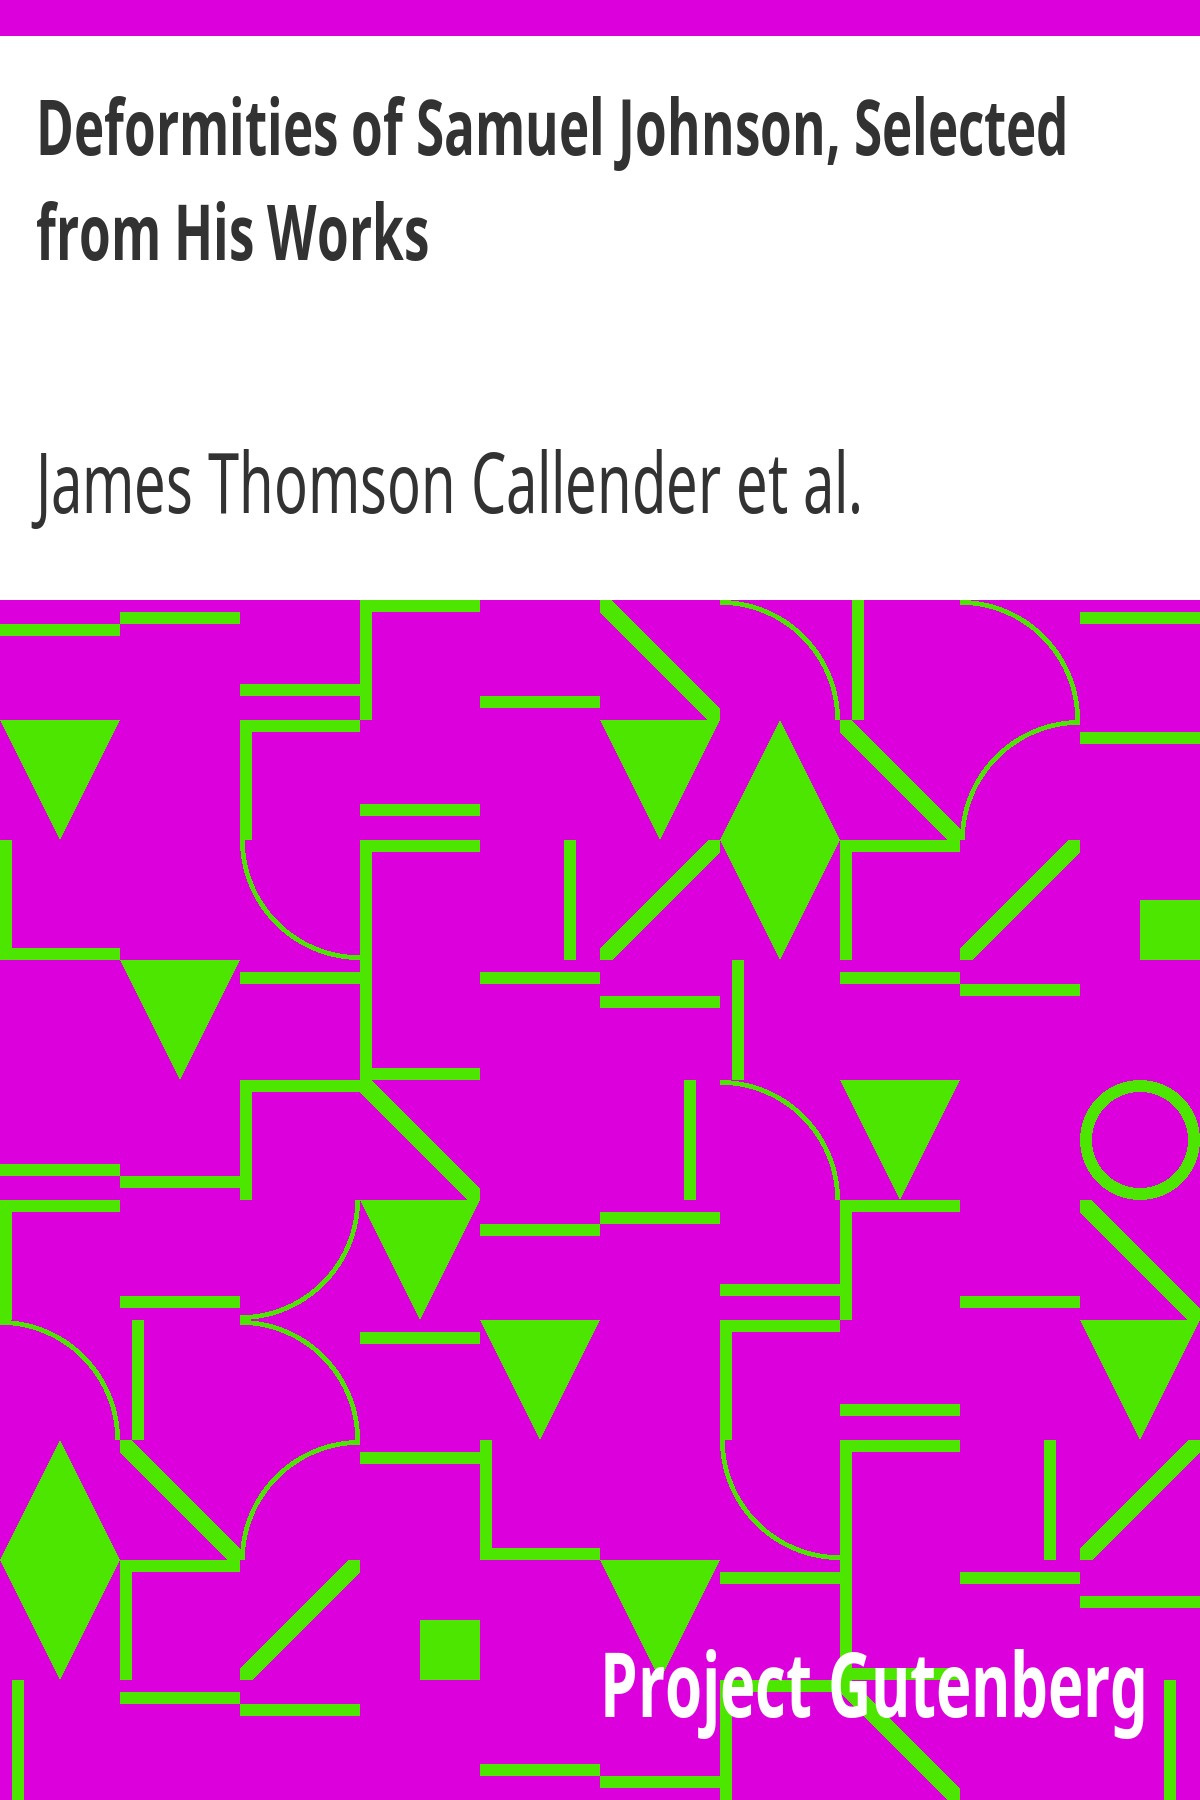 Deformities of Samuel Johnson, Selected
from His Works
James Thomson Callender et al.
Project Gutenberg